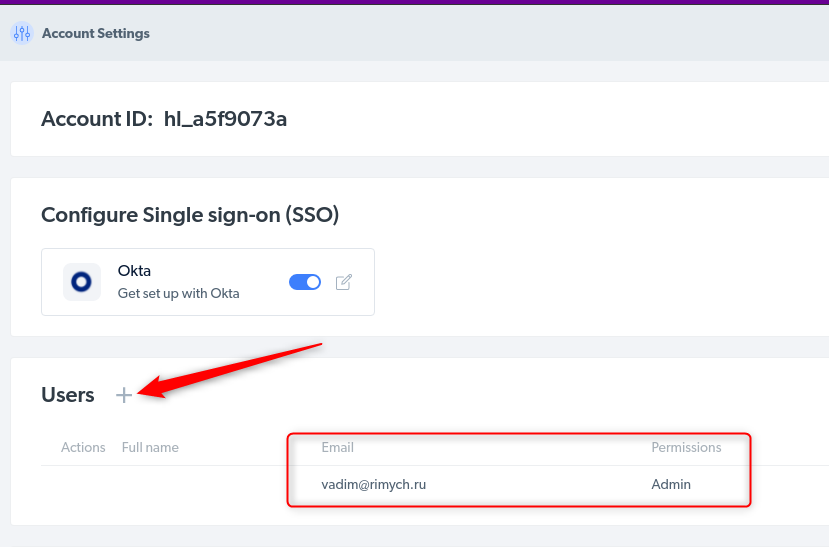 Account Settings
Account ID: hl_a5f9073a
Configure Single sign-on (SSO)
Okta
Get set up with Okta
Users +
Actions Full name Email Permissions
vadim@rimych.ru Admin